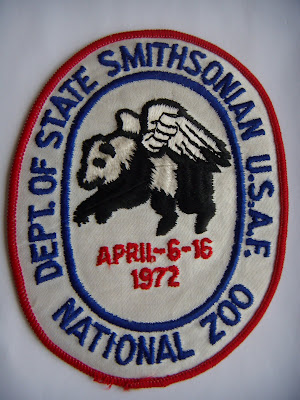 DEPT. OF STATE SMITHSONIAN U.S.A.F.
APRIL-6-16
1972
NATIONAL ZOO